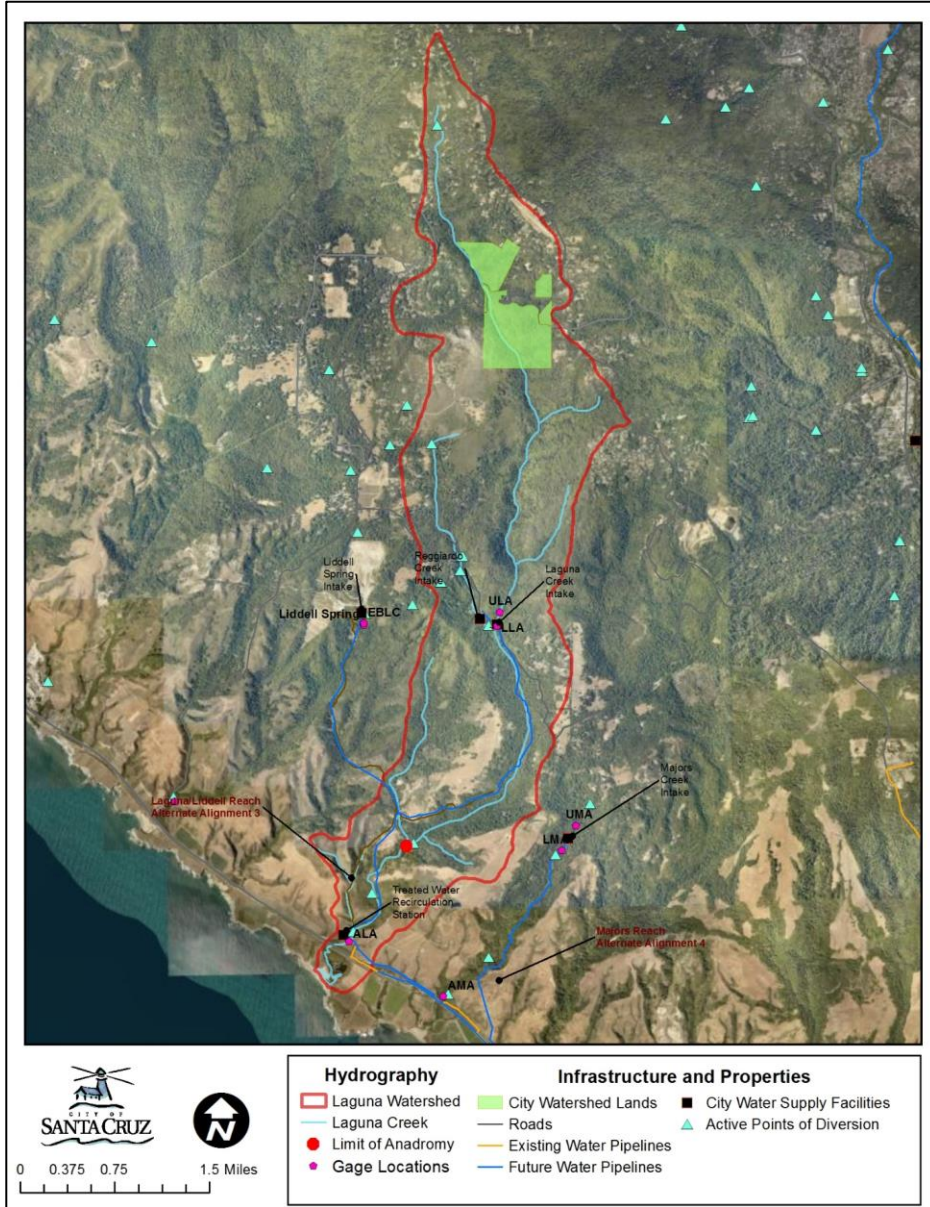 Reggiardo
Creek
Intake
Liddell
Spring
Intake
Laguna
Creek
Intake
ULA
Liddell Spring
EBLC
LLA
Majors
Creek
Intake
Laguna Liddell Reach
Alternate Alignment 3
UMA
LMA
Treated Water
Recirculation
Station
ALA
Majors Reach
Alternate Alignment 4
AMA
CITY OF
SANTA CRUZ
N
0 0.375 0.75 1.5 Miles
Hydrography
Laguna Watershed
Laguna Creek
Limit of Anadromy
Gage Locations
Infrastructure and Properties
City Watershed Lands
Roads
Existing Water Pipelines
Future Water Pipelines
City Water Supply Facilities
Active Points of Diversion